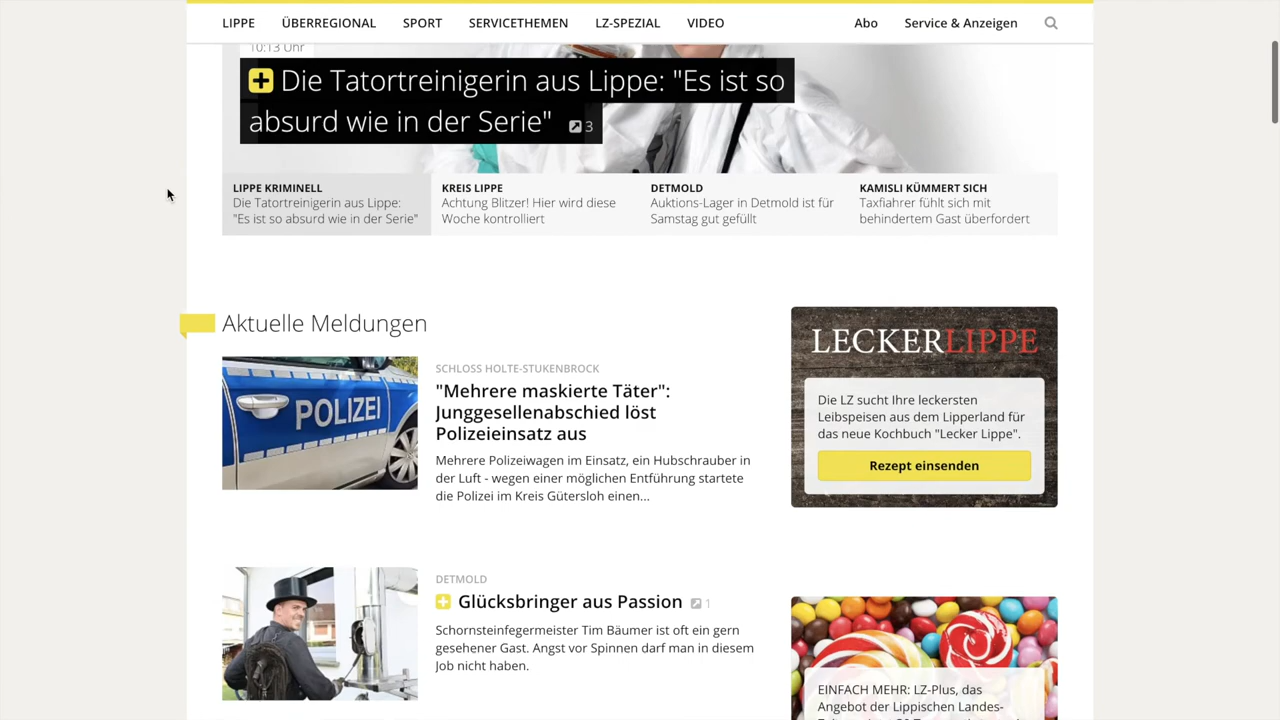 LIPPE ÜBERREGIONAL SPORT SERVICETHEMEN LZ-SPEZIAL VIDEO Abo Service & Anzeigen
10:13 Uhr
Die Tatortreinigerin aus Lippe: "Es ist so
absurd wie in der Serie" 3
LIPPE KRIMINELL
Die Tatortreinigerin aus Lippe:
"Es ist so absurd wie in der Serie"
KREIS LIPPE
Achtung Blitzer! Hier wird diese
Woche kontrolliert
DETMOLD
Auktions-Lager in Detmold ist für
Samstag gut gefüllt
KAMISLI KÜMMERT SICH
Taxfiahrer fühlt sich mit
behindertem Gast überfordert
Aktuelle Meldungen
POLIZEI
SCHLOSS HOLTE-STUKENBROCK
"Mehrere maskierte Täter":
Junggesellenabschied löst
Polizeieinsatz aus
Mehrere Polizeiwagen im Einsatz, ein Hubschrauber in
der Luft - wegen einer möglichen Entführung startete
die Polizei im Kreis Gütersloh einen...
LECKERLIPPE
Die LZ sucht Ihre leckersten
Leibspeisen aus dem Lipperland für
das neue Kochbuch "Lecker Lippe".
Rezept einsenden
DETMOLD
Glücksbringer aus Passion 1
Schornsteinfegermeister Tim Bäumer ist oft ein gern
gesehener Gast. Angst vor Spinnen darf man in diesem
Job nicht haben.
EINFACH MEHR: LZ-Plus, das
Angebot der Lippischen Landes-